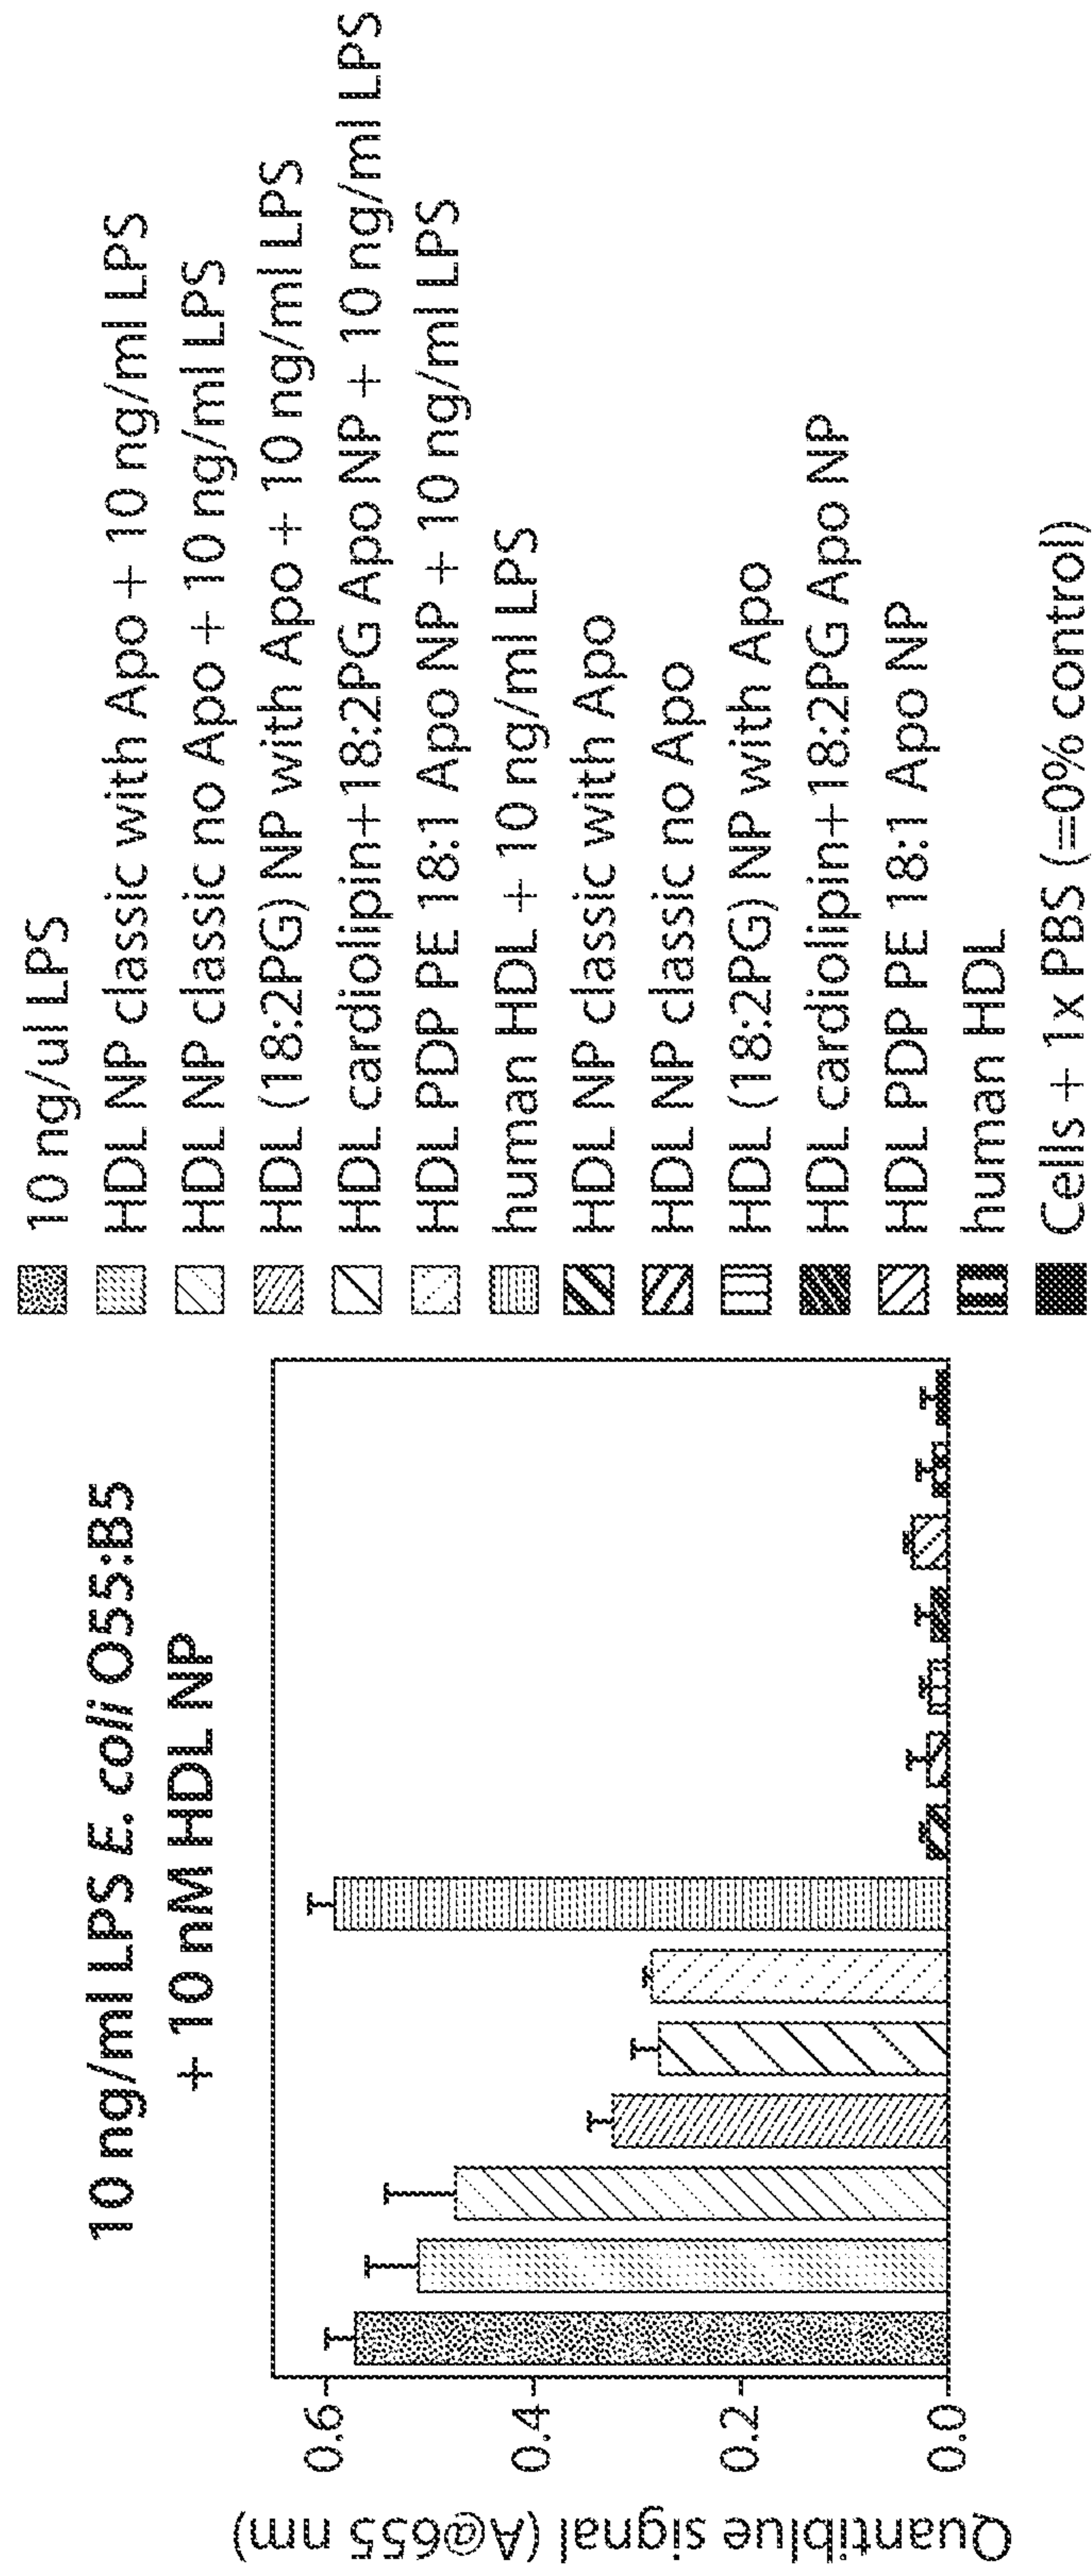 10 ng/ml LPS E. coli O55:B5
+ 10 nM HDL NP
Quantiblue signal (A@655 nm)
0.6
0.4
0.2
0.0
10 ng/ul LPS
HDL NP classic with Apo + 10 ng/ml LPS
HDL NP classic no Apo + 10 ng/ml LPS
HDL (18:2PG) NP with Apo + 10 ng/ml LPS
HDL cardiolipin+18:2PG Apo NP + 10 ng/ml LPS
HDL PDP PE 18:1 Apo NP + 10 ng/ml LPS
human HDL + 10 ng/ml LPS
HDL NP classic with Apo
HDL NP classic no Apo
HDL (18:2PG) NP with Apo
HDL cardiolipin+18:2PG Apo NP
HDL PDP PE 18:1 Apo NP
human HDL
Cells + 1x PBS (=0% control)